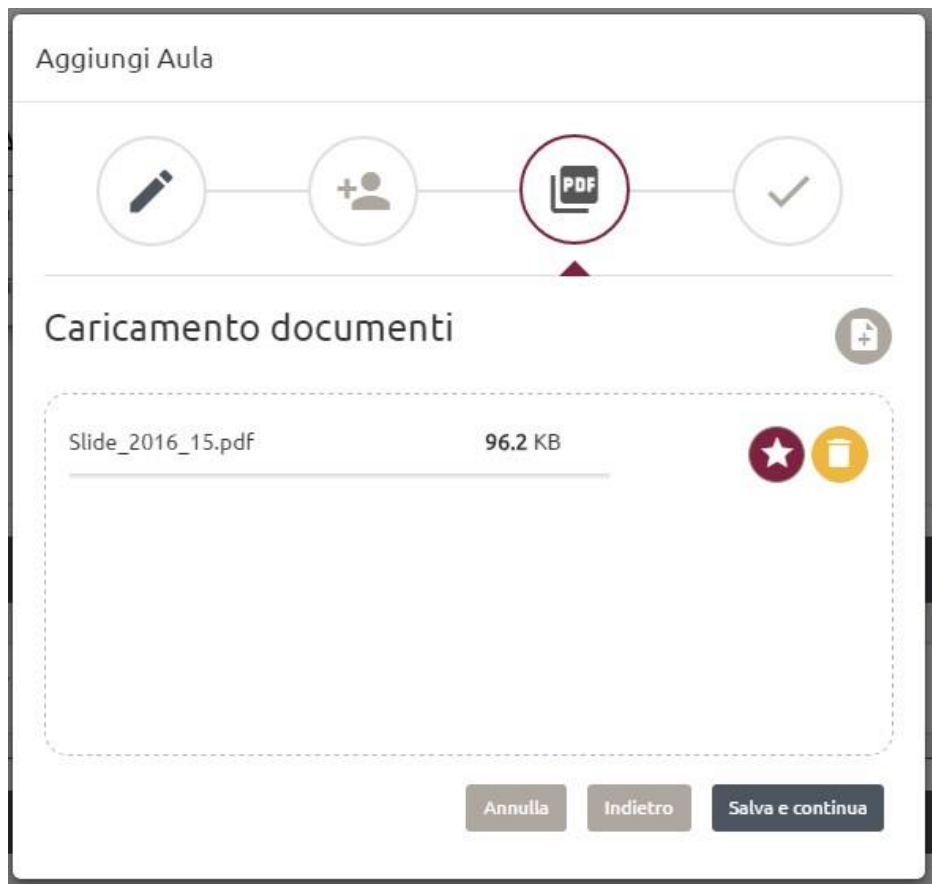 Aggiungi Aula
PDF
Caricamento documenti
Slide_2016_15.pdf 96.2 KB
Annulla Indietro Salva e continua